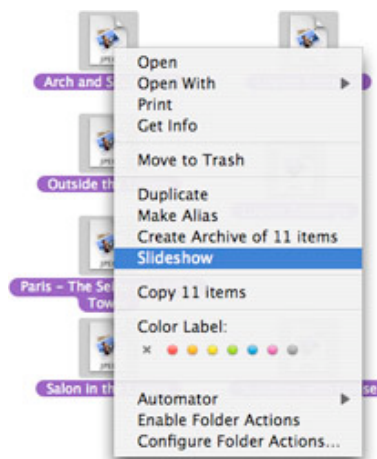 Arch and S
Open
Open With
Print
Get Info
Move to Trash
Outside th
Duplicate
Make Alias
Create Archive of 11 items
Slideshow
Paris – The Se
Tow
Copy 11 items
Color Label:
Salon in th
se
Automator
Enable Folder Actions
Configure Folder Actions...